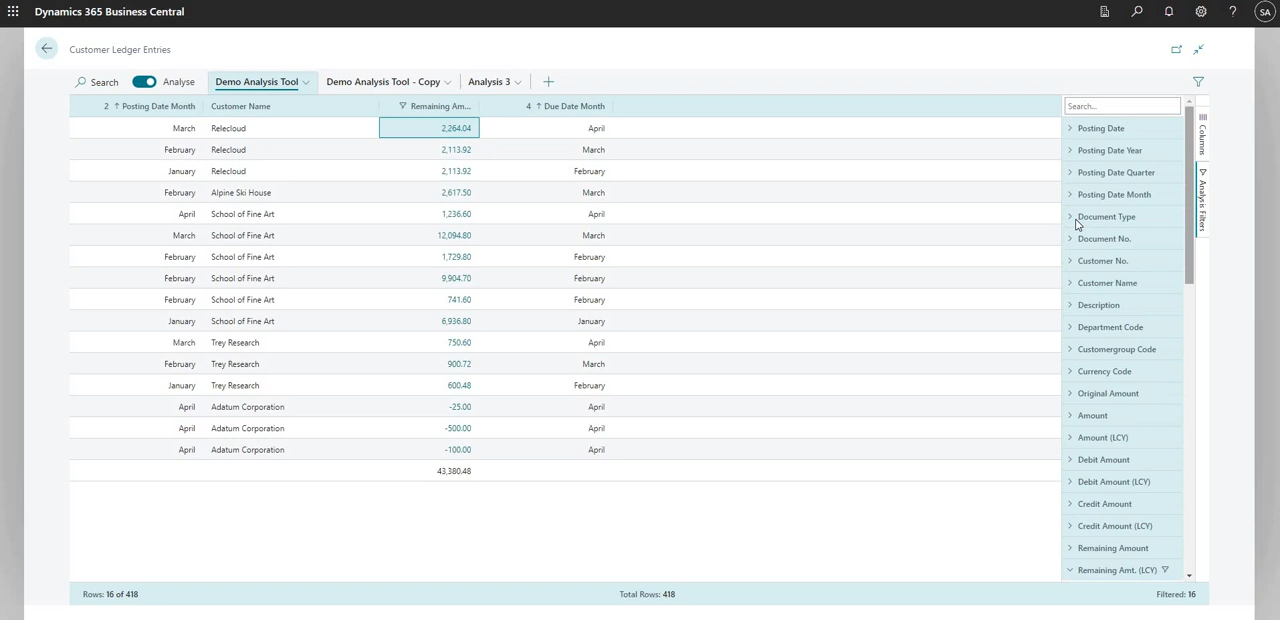 Dynamics 365 Business Central
SA
Customer Ledger Entries
Search Analyse Demo Analysis Tool Demo Analysis Tool - Copy Analysis 3
2 ↑ Posting Date Month Customer Name Remaining Am... 4 ↑ Due Date Month
March Relecloud 2,264.04 April
February Relecloud 2,113.92 March
January Relecloud 2,113.92 February
February Alpine Ski House 2,617.50 March
April School of Fine Art 1,236.60 April
March School of Fine Art 12,094.80 March
February School of Fine Art 1,729.80 February
February School of Fine Art 9,904.70 February
February School of Fine Art 741.60 February
January School of Fine Art 6,936.80 January
March Trey Research 750.60 April
February Trey Research 900.72 March
January Trey Research 600.48 February
April Adatum Corporation -25.00 April
April Adatum Corporation -500.00 April
April Adatum Corporation -100.00 April
43,380.48
Search...
Posting Date
Posting Date Year
Posting Date Quarter
Posting Date Month
Document Type
Document No.
Customer No.
Customer Name
Description
Department Code
Customergroup Code
Currency Code
Original Amount
Amount
Amount (LCY)
Debit Amount
Debit Amount (LCY)
Credit Amount
Credit Amount (LCY)
Remaining Amount
Remaining Amt. (LCY)
Columns
Analysis Filters
Rows: 16 of 418 Total Rows: 418 Filtered: 16